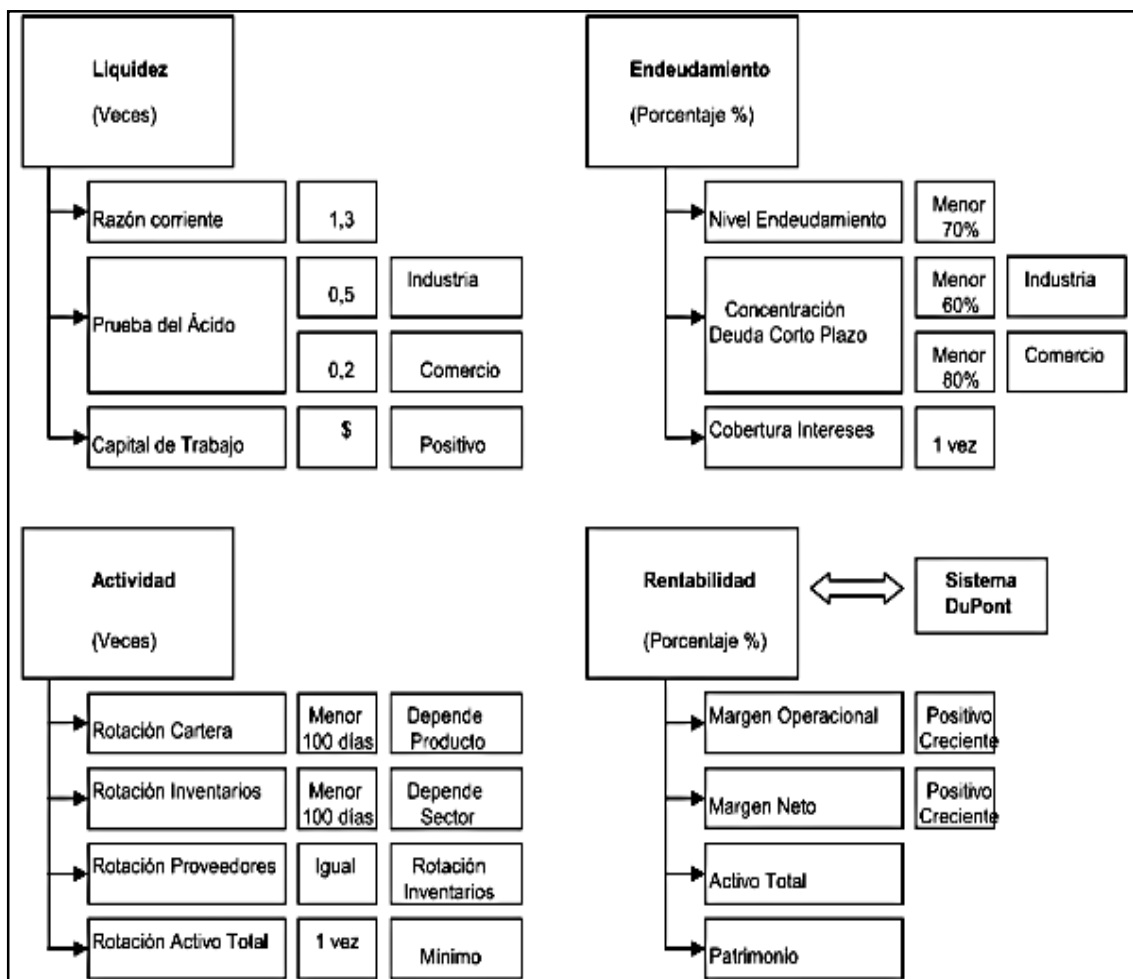 Liquidez
(Veces)
Razón corriente
1,3
Prueba del Ácido
0,5
Industria
0,2
Comercio
Capital de Trabajo
$
Positivo
Endeudamiento
(Porcentaje %)
Nivel Endeudamiento
Menor
70%
Concentración
Deuda Corto Plazo
Menor
60%
Industria
Menor
80%
Comercio
Cobertura Intereses
1 vez
Actividad
(Veces)
Rotación Cartera
Menor
100 días
Depende
Producto
Rotación Inventarios
Menor
100 días
Depende
Sector
Rotación Proveedores
Igual
Rotación
Inventarios
Rotación Activo Total
1 vez
Mínimo
Rentabilidad
(Porcentaje %)
Sistema
DuPont
Margen Operacional
Positivo
Creciente
Margen Neto
Positivo
Creciente
Activo Total
Patrimonio